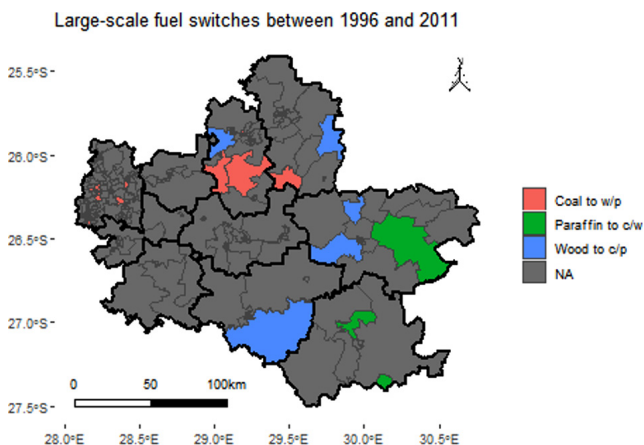 Large-scale fuel switches between 1996 and 2011
25.5°S
26.0°S
26.5°S
27.0°S
27.5°S
Coal to w/p
Paraffin to c/w
Wood to c/p
NA
0 50 100km
28.0°E 28.5°E 29.0°E 29.5°E 30.0°E 30.5°E